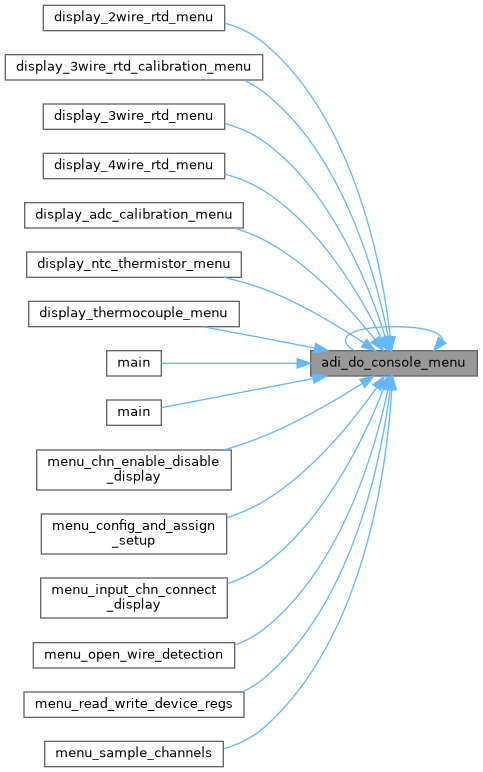 display_2wire_rtd_menu
display_3wire_rtd_calibration_menu
display_3wire_rtd_menu
display_4wire_rtd_menu
display_adc_calibration_menu
display_ntc_thermistor_menu
display_thermocouple_menu
main
adi_do_console_menu
main
menu_chn_enable_disable
_display
menu_config_and_assign
_setup
menu_input_chn_connect
_display
menu_open_wire_detection
menu_read_write_device_regs
menu_sample_channels